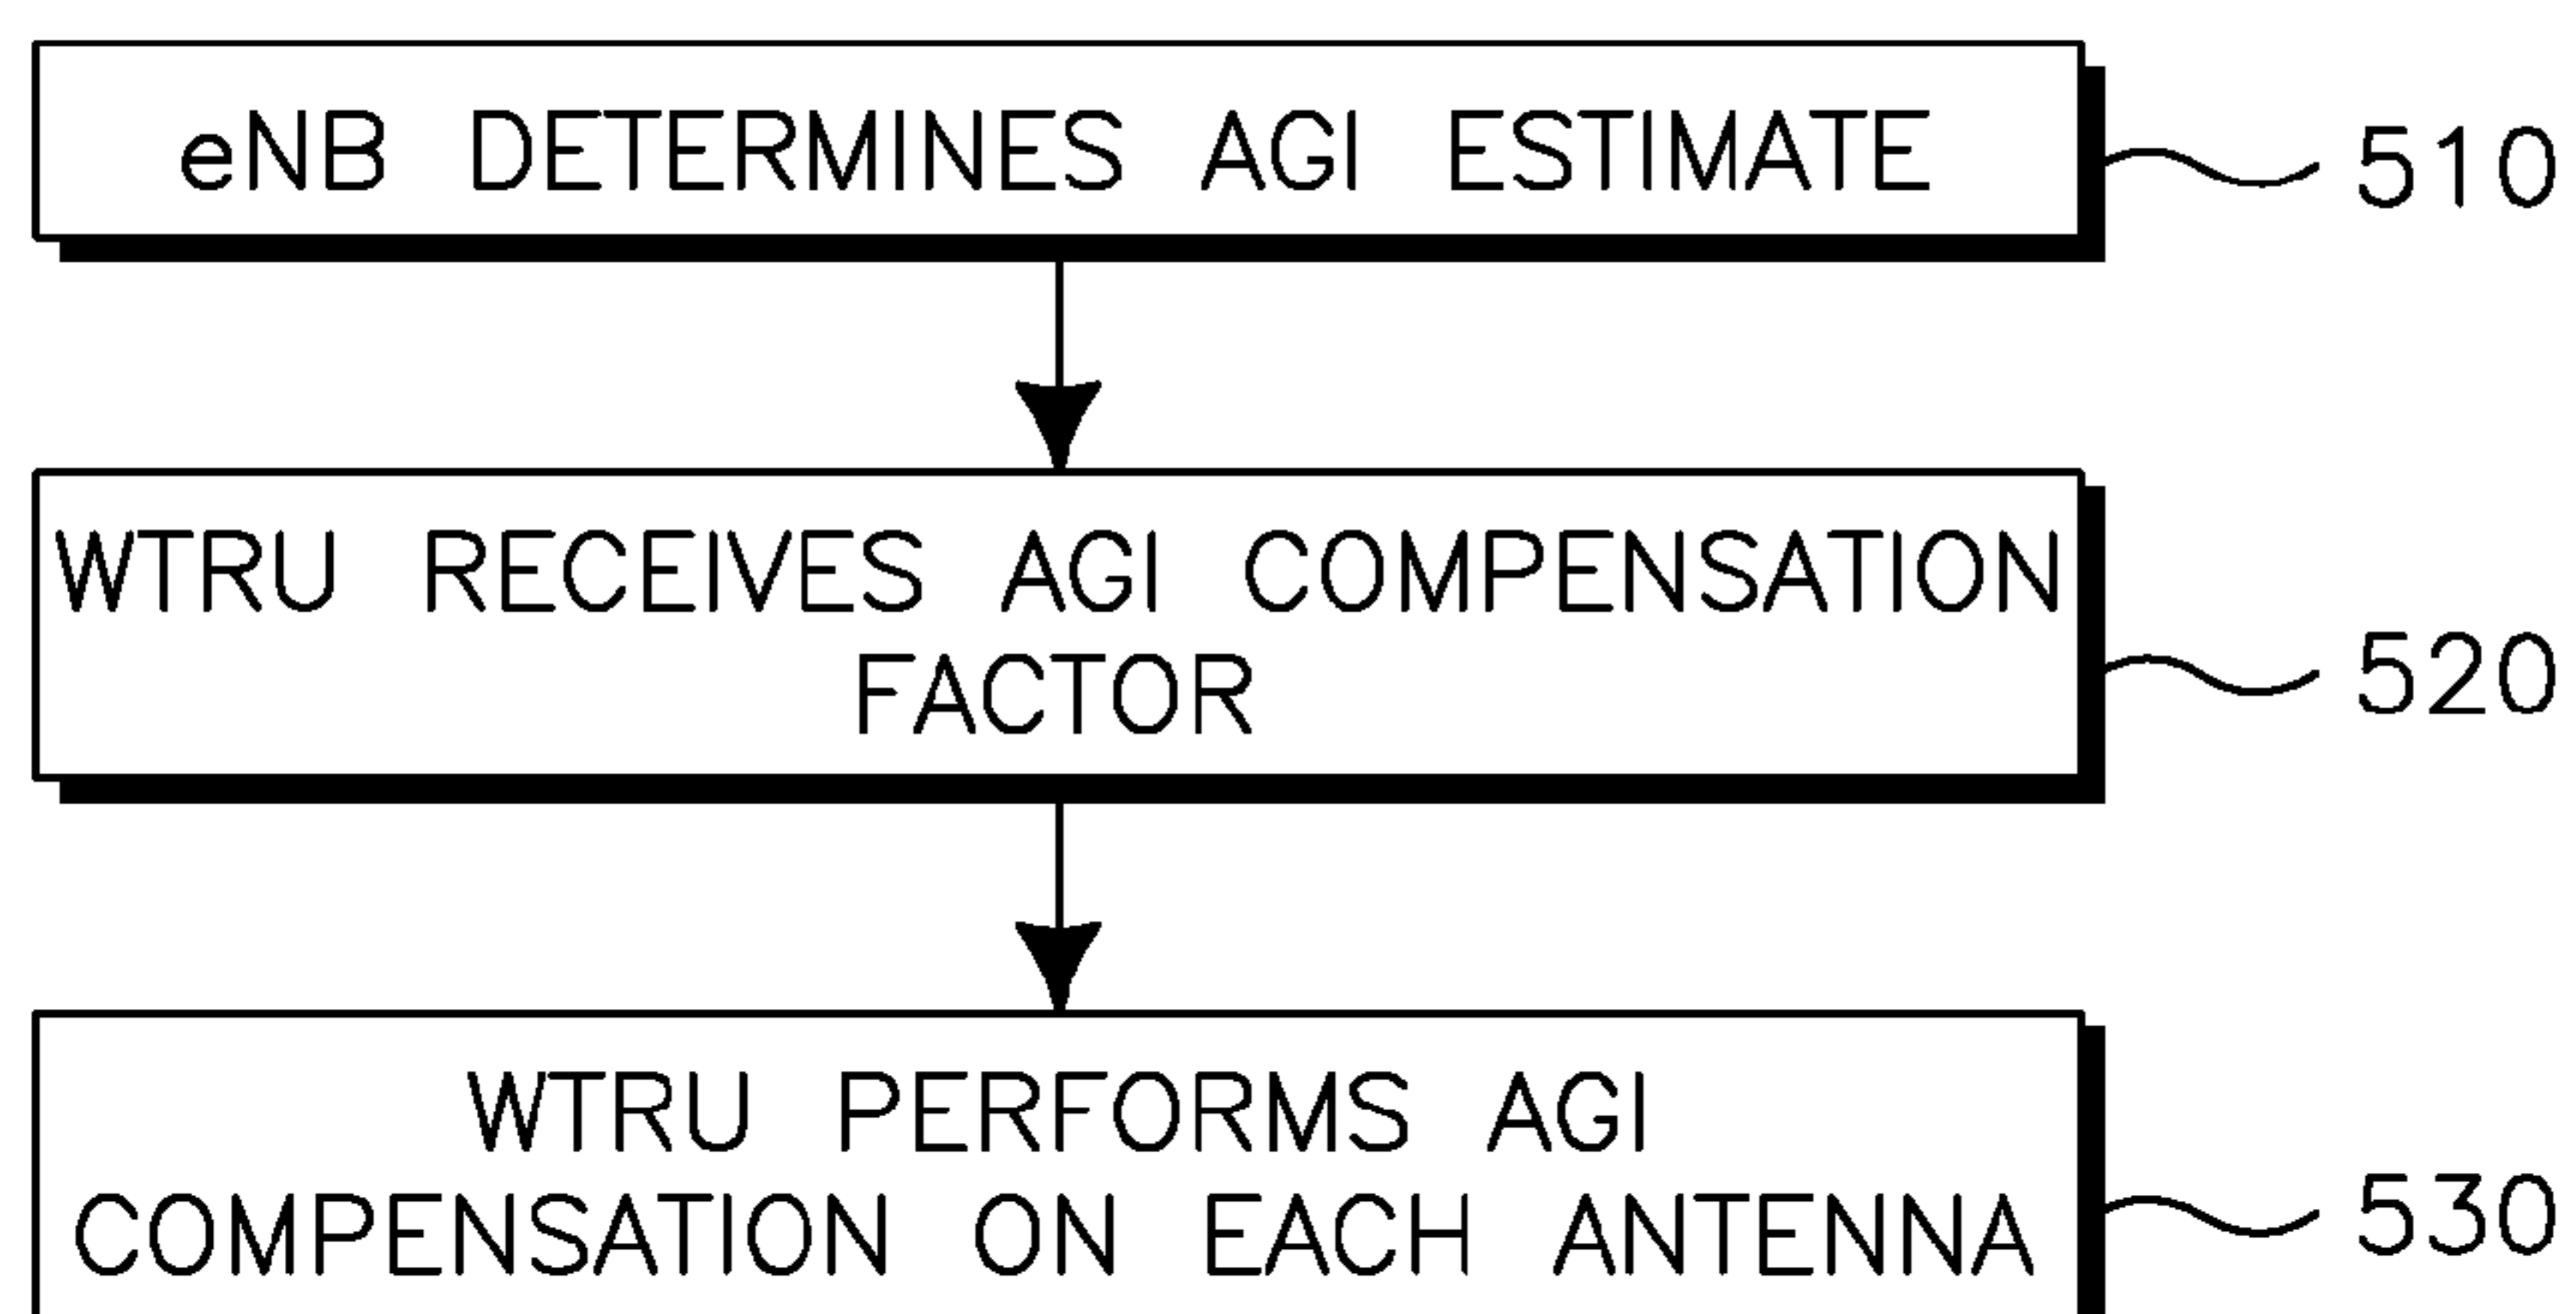 eNB DETERMINES AGI ESTIMATE
510
WTRU RECEIVES AGI COMPENSATION
FACTOR
520
WTRU PERFORMS AGI
COMPENSATION ON EACH ANTENNA
530